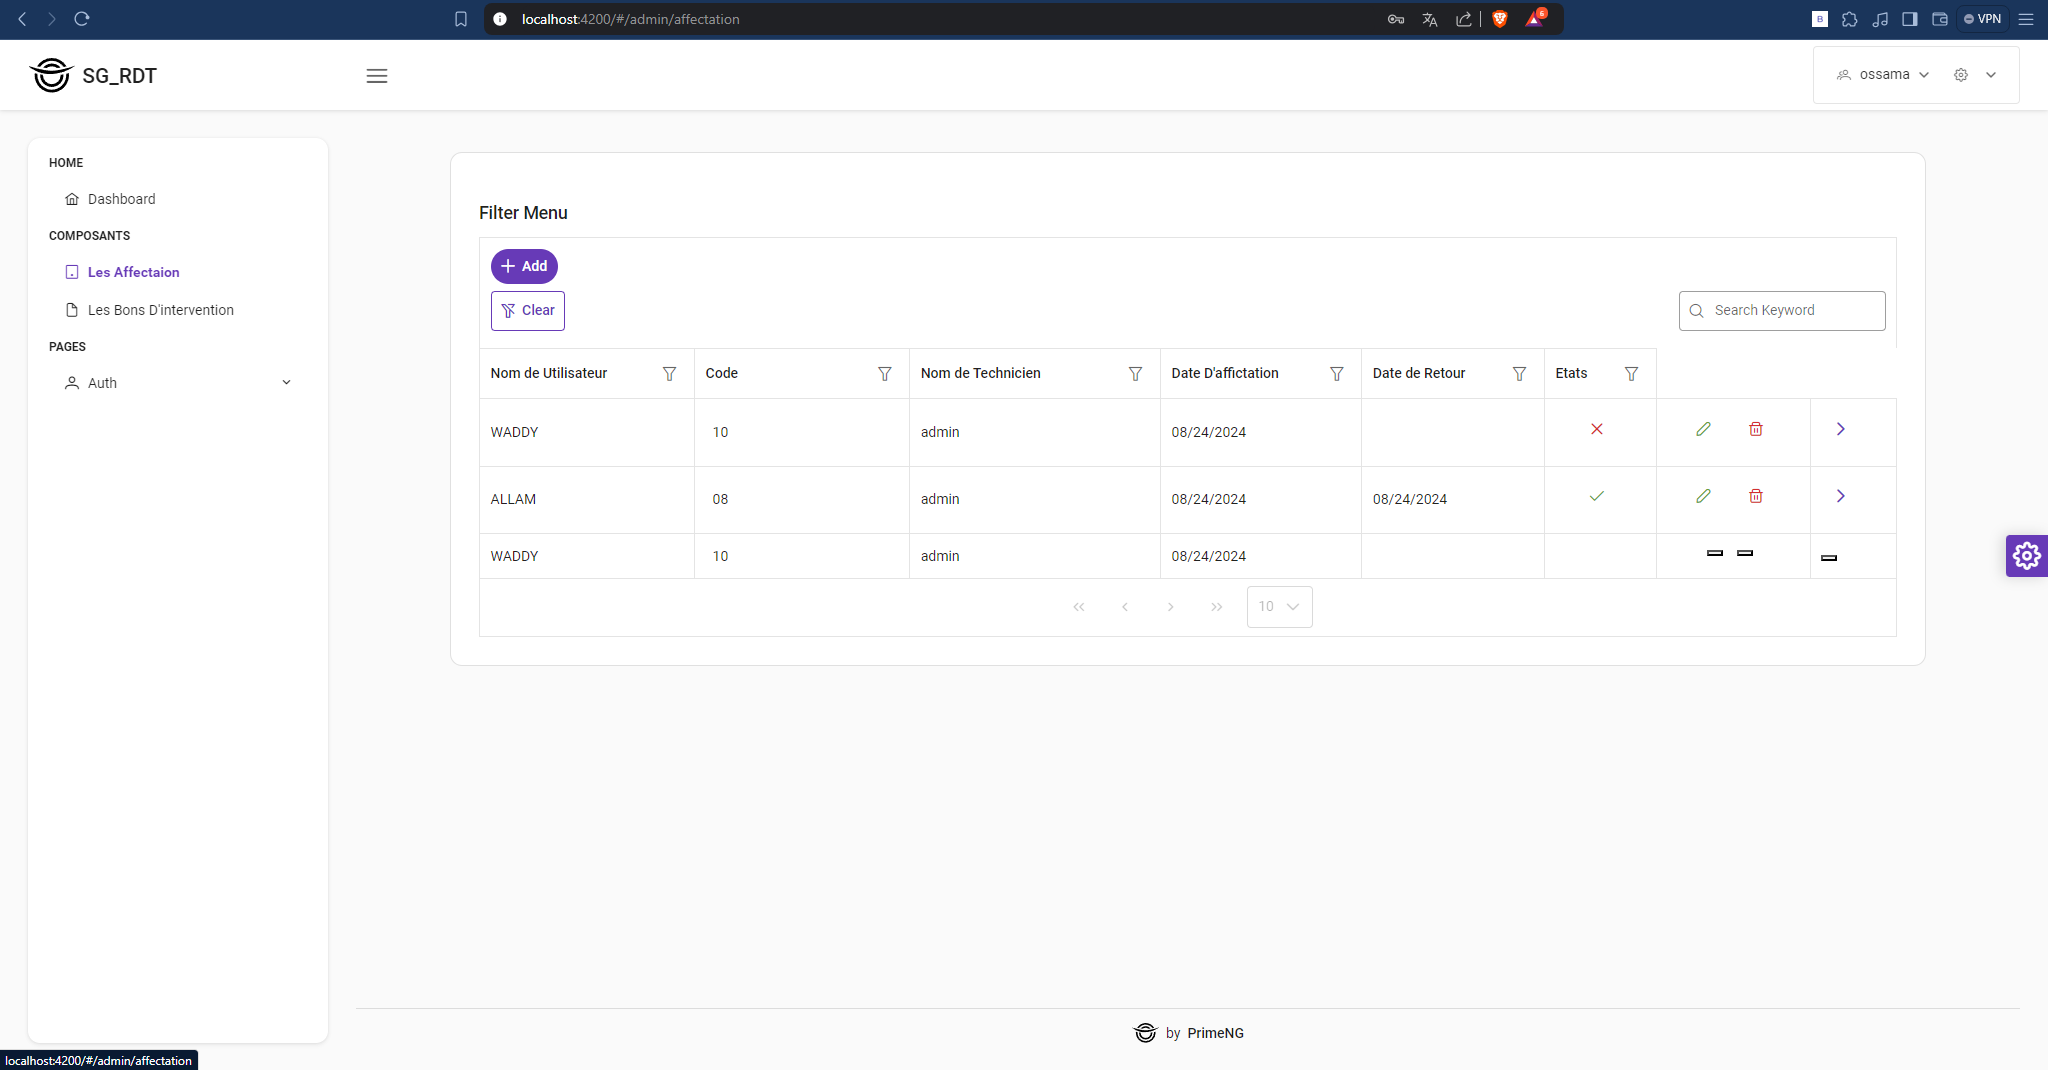 localhost:4200/#/admin/affectation
6
B
VPN
SG_RDT
ossama
HOME
Dashboard
COMPOSANTS
Les Affectaion
Les Bons D'intervention
PAGES
Auth
Filter Menu
Add
Clear
Search Keyword
Nom de Utilisateur Code Nom de Technicien Date D'affictation Date de Retour Etats
WADDY 10 admin 08/24/2024
ALLAM 08 admin 08/24/2024 08/24/2024
WADDY 10 admin 08/24/2024
10
by PrimeNG
localhost:4200/#/admin/affectation